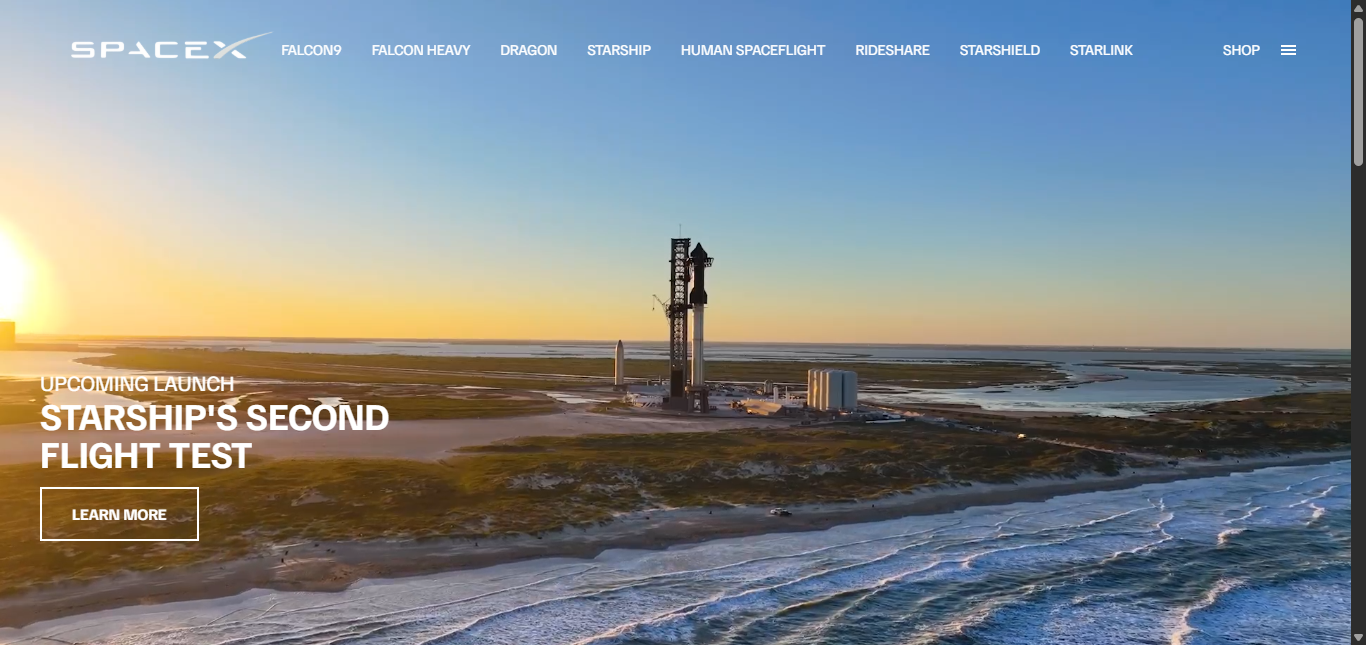 SPACEX FALCON9 FALCON HEAVY DRAGON STARSHIP HUMAN SPACEFLIGHT RIDESHARE STARSHIELD STARLINK SHOP
UPCOMING LAUNCH
STARSHIP'S SECOND
FLIGHT TEST
LEARN MORE